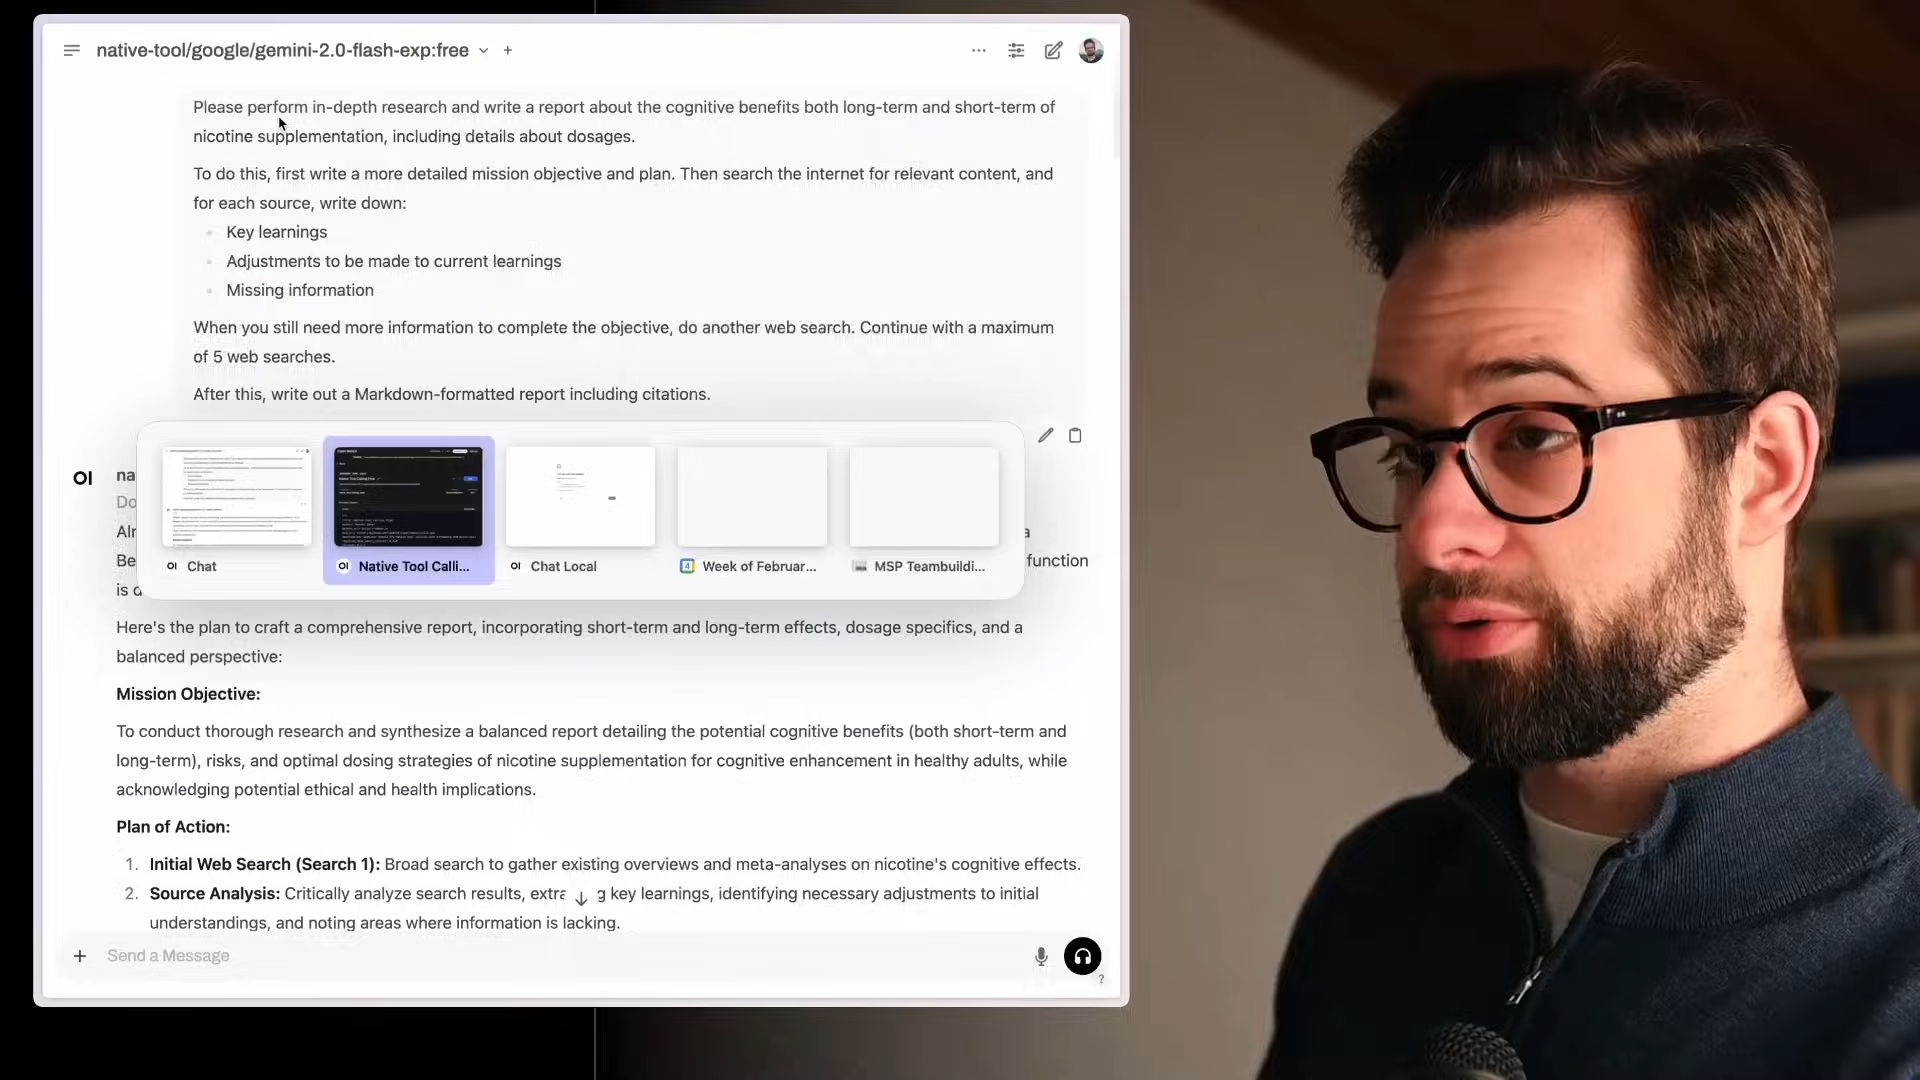 native-tool/google/gemini-2.0-flash-exp:free
Please perform in-depth research and write a report about the cognitive benefits both long-term and short-term of
nicotine supplementation, including details about dosages.
To do this, first write a more detailed mission objective and plan. Then search the internet for relevant content, and
for each source, write down:
Key learnings
Adjustments to be made to current learnings
Missing information
When you still need more information to complete the objective, do another web search. Continue with a maximum
of 5 web searches.
After this, write out a Markdown-formatted report including citations.
OI
OI Chat
OI Native Tool Calli...
OI Chat Local
4 Week of Februar...
MSP Teambuildi...
function
Here's the plan to craft a comprehensive report, incorporating short-term and long-term effects, dosage specifics, and a
balanced perspective:
Mission Objective:
To conduct thorough research and synthesize a balanced report detailing the potential cognitive benefits (both short-term and
long-term), risks, and optimal dosing strategies of nicotine supplementation for cognitive enhancement in healthy adults, while
acknowledging potential ethical and health implications.
Plan of Action:
1. Initial Web Search (Search 1): Broad search to gather existing overviews and meta-analyses on nicotine's cognitive effects.
2. Source Analysis: Critically analyze search results, extra g key learnings, identifying necessary adjustments to initial
understandings, and noting areas where information is lacking.
Send a Message
?